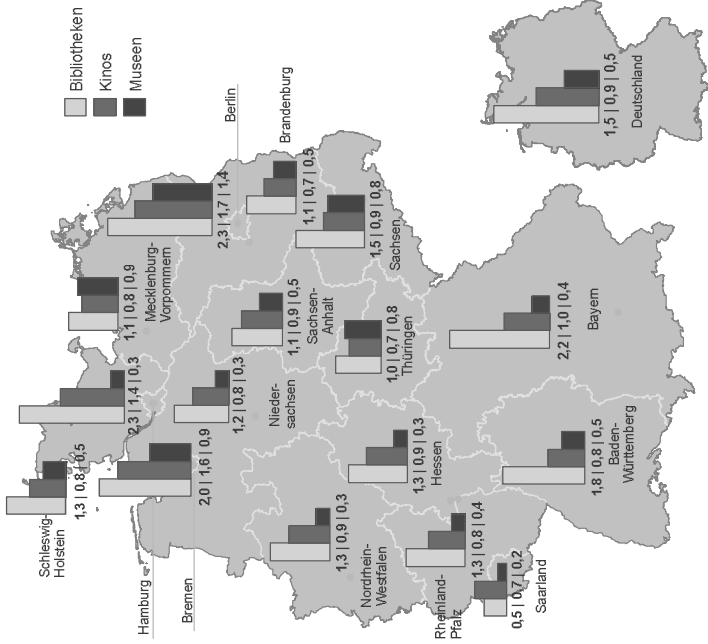 Bibliotheken
Kinos
Museen
Schleswig-
Holstein
1,3 | 0,8 | 0,5
Hamburg
2,3 | 1,4 | 0,3
Bremen
2,0 | 1,6 | 0,9
Mecklenburg-
Vorpommern
1,1 | 0,8 | 0,9
Berlin
2,3 | 1,7 | 1,4
Brandenburg
1,1 | 0,7 | 0,5
Nieder-
sachsen
1,2 | 0,8 | 0,3
Sachsen-
Anhalt
1,1 | 0,9 | 0,5
Sachsen
1,5 | 0,9 | 0,8
Nordrhein-
Westfalen
1,3 | 0,9 | 0,3
Hessen
1,3 | 0,9 | 0,3
Thüringen
1,0 | 0,7 | 0,8
Rheinland-
Pfalz
1,3 | 0,8 | 0,4
Saarland
0,5 | 0,7 | 0,2
Baden-
Württemberg
1,8 | 0,8 | 0,5
Bayern
2,2 | 1,0 | 0,4
1,5 | 0,9 | 0,5
Deutschland